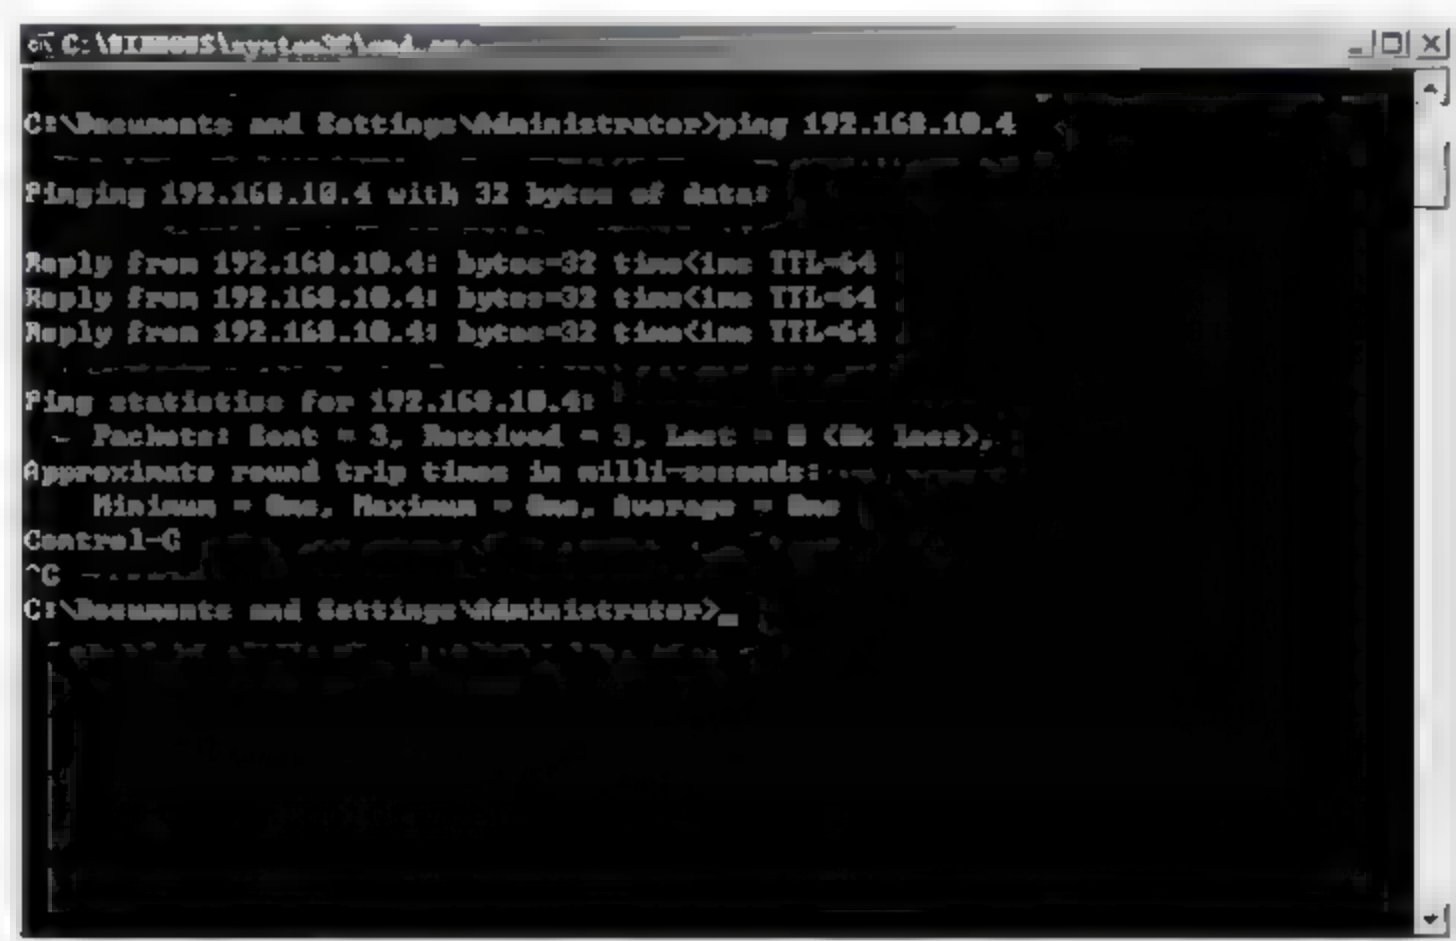 C:\WINDOWS\system32\cmd.exe
C:\Documents and Settings\Administrator>ping 192.168.10.4
Pinging 192.168.10.4 with 32 bytes of data:
Reply from 192.168.10.4: bytes=32 time<1ms TTL=64
Reply from 192.168.10.4: bytes=32 time<1ms TTL=64
Reply from 192.168.10.4: bytes=32 time<1ms TTL=64
Ping statistics for 192.168.10.4:
Packets: Sent = 3, Received = 3, Lost = 0 (0% loss),
Approximate round trip times in milli-seconds:
Minimum = 0ms, Maximum = 0ms, Average = 0ms
Control-C
^C
C:\Documents and Settings\Administrator>_